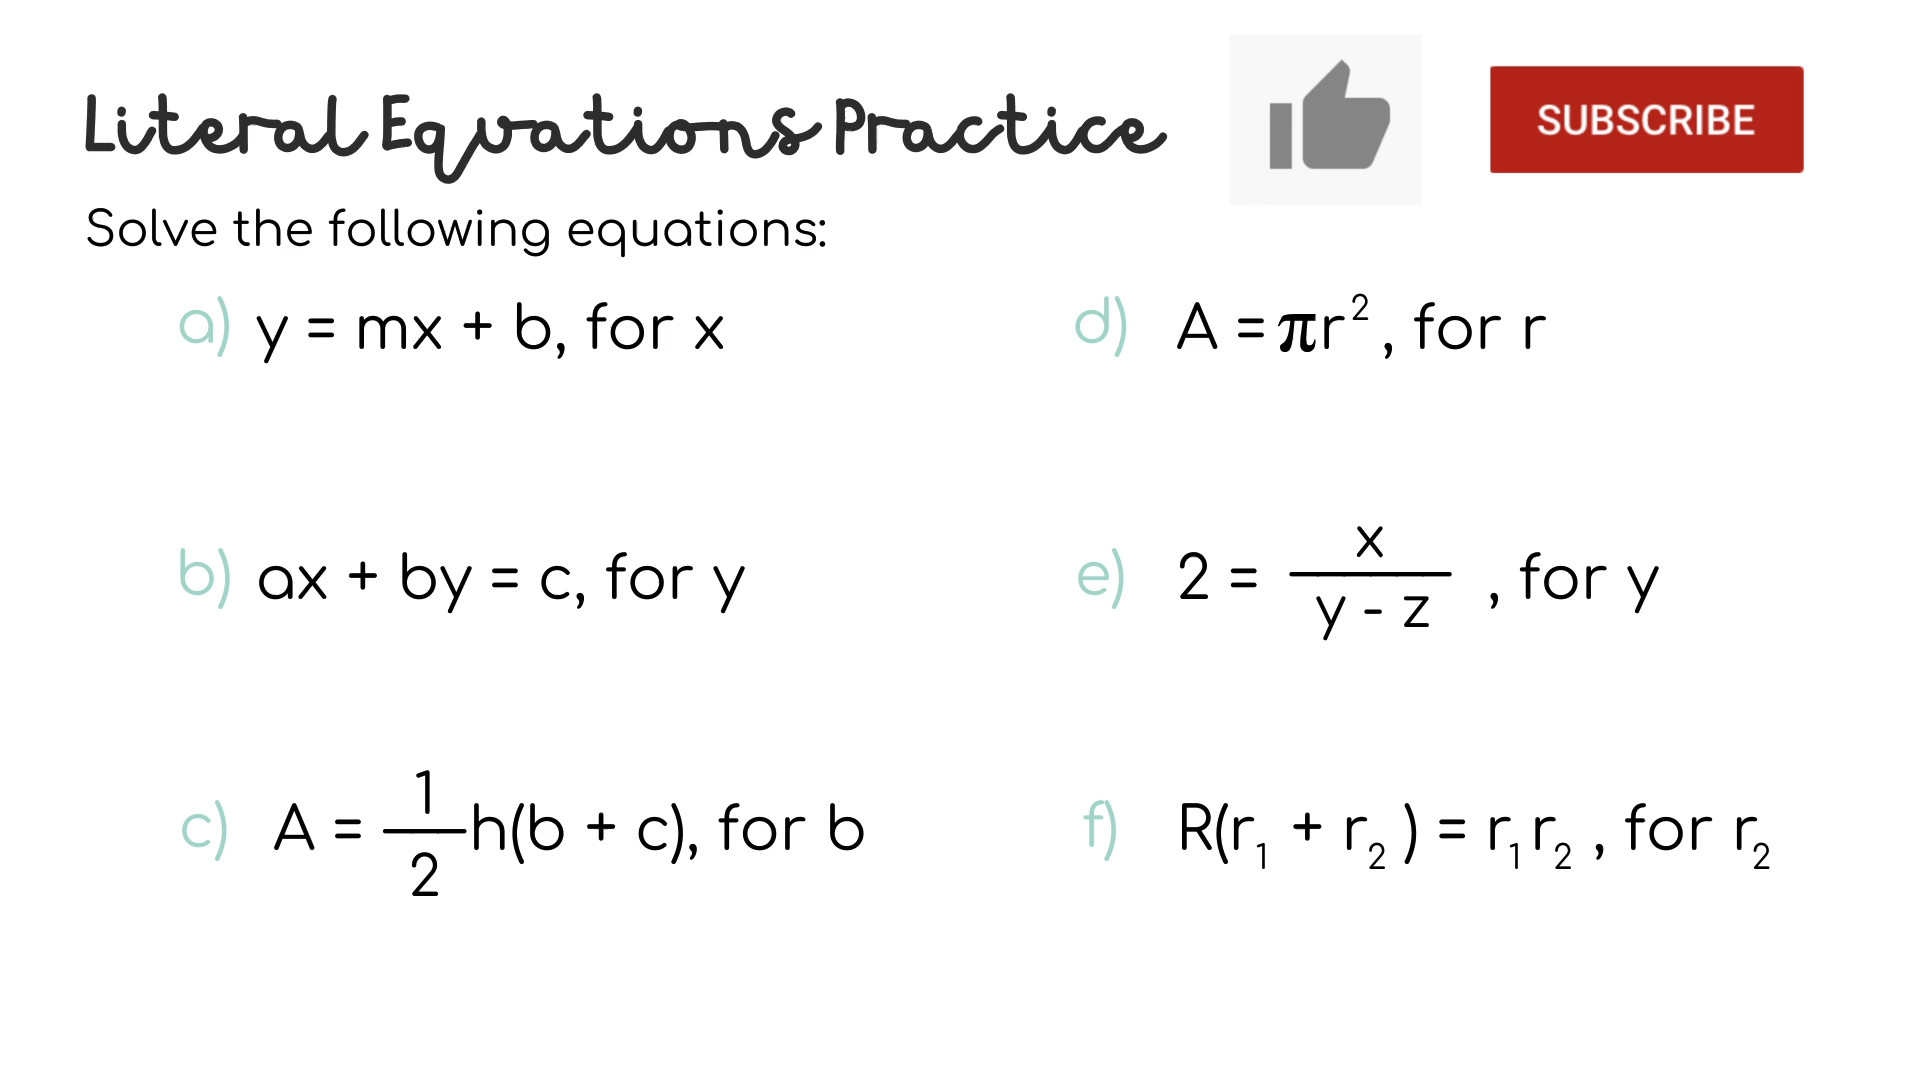 Literal Equations Practice
SUBSCRIBE
Solve the following equations:
a) y = mx + b, for x
b) ax + by = c, for y
c) A = 1/2 h(b + c), for b
d) A = πr², for r
e) 2 = x/(y - z) , for y
f) R(r₁ + r₂ ) = r₁r₂ , for r₂